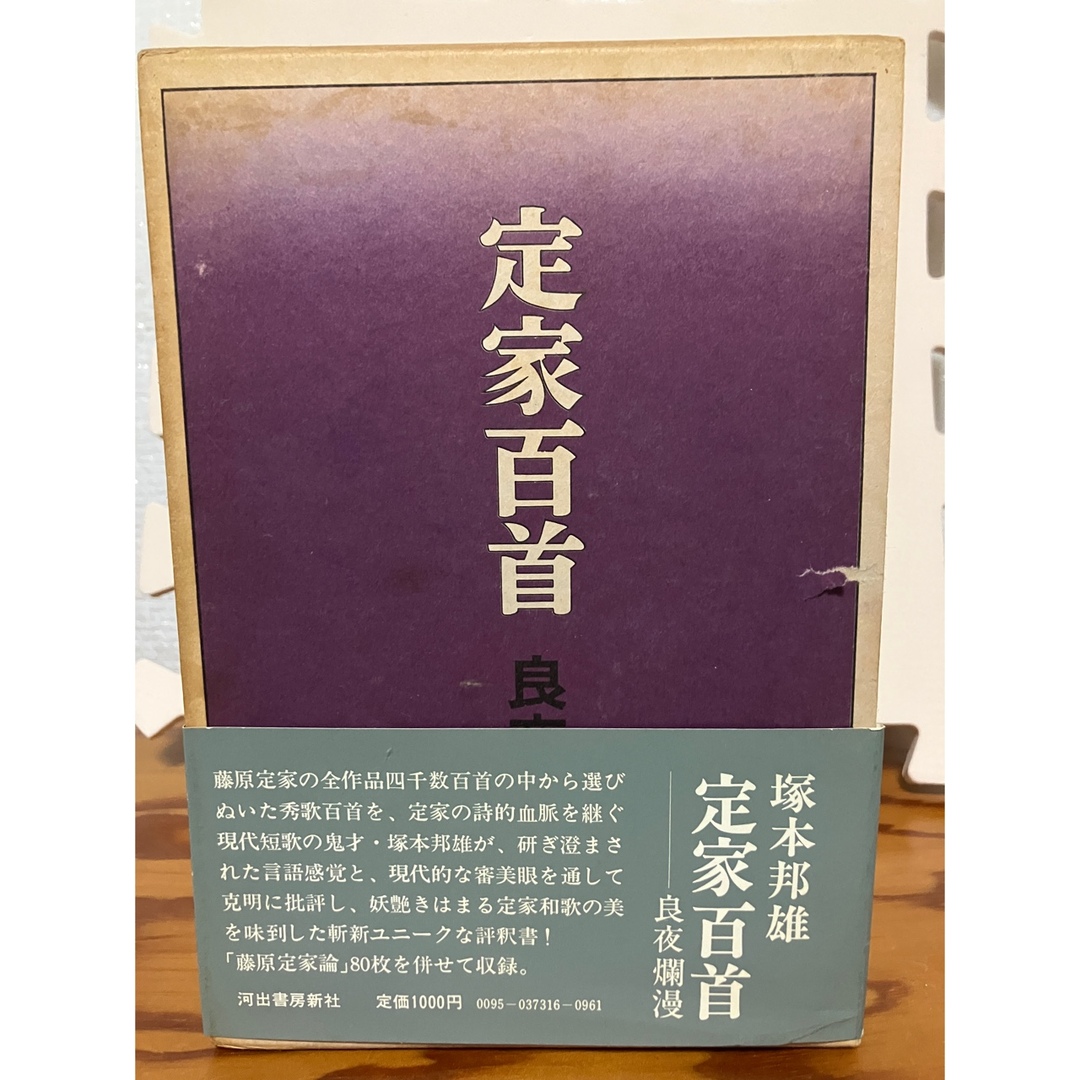 定家百首
良夜
塚本邦雄
定家百首
――良夜爛漫
藤原定家の全作品四千数百首の中から選び
ぬいた秀歌百首を、定家の詩的血脈を継ぐ
現代短歌の鬼才・塚本邦雄が、研ぎ澄まさ
れた言語感覚と、現代的な審美眼を通して
克明に批評し、妖艶きはまる定家和歌の美
を味到した斬新ユニークな評釈書！
「藤原定家論」80枚を併せて収録。
河出書房新社 定価1000円 0095-037316-0961